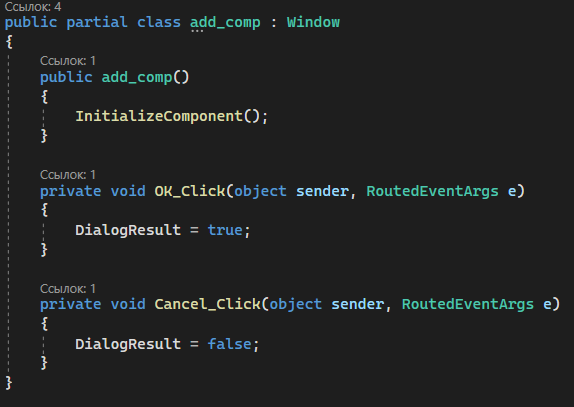 Ссылок: 4
public partial class add_comp : Window
{
Ссылок: 1
public add_comp()
{
InitializeComponent();
}
Ссылок: 1
private void OK_Click(object sender, RoutedEventArgs e)
{
DialogResult = true;
}
Ссылок: 1
private void Cancel_Click(object sender, RoutedEventArgs e)
{
DialogResult = false;
}
}